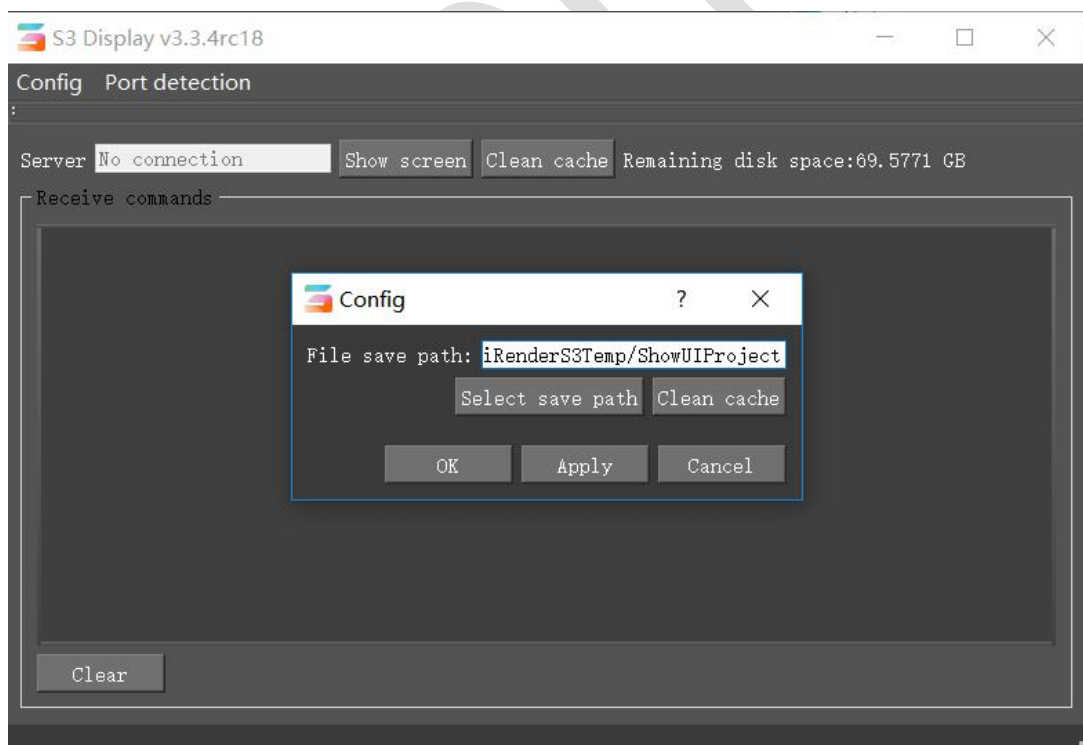 S3 Display v3.3.4rc18
Config Port detection
Server No connection Show screen Clean cache Remaining disk space:69.5771 GB
Receive commands
Config ?
File save path: iRenderS3Temp/ShowUIProject
Select save path Clean cache
OK Apply Cancel
Clear